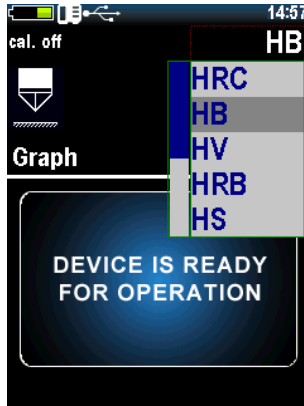 14:57
cal. off
HB
HRC
HB
HV
HRB
HS
Graph
DEVICE IS READY
FOR OPERATION